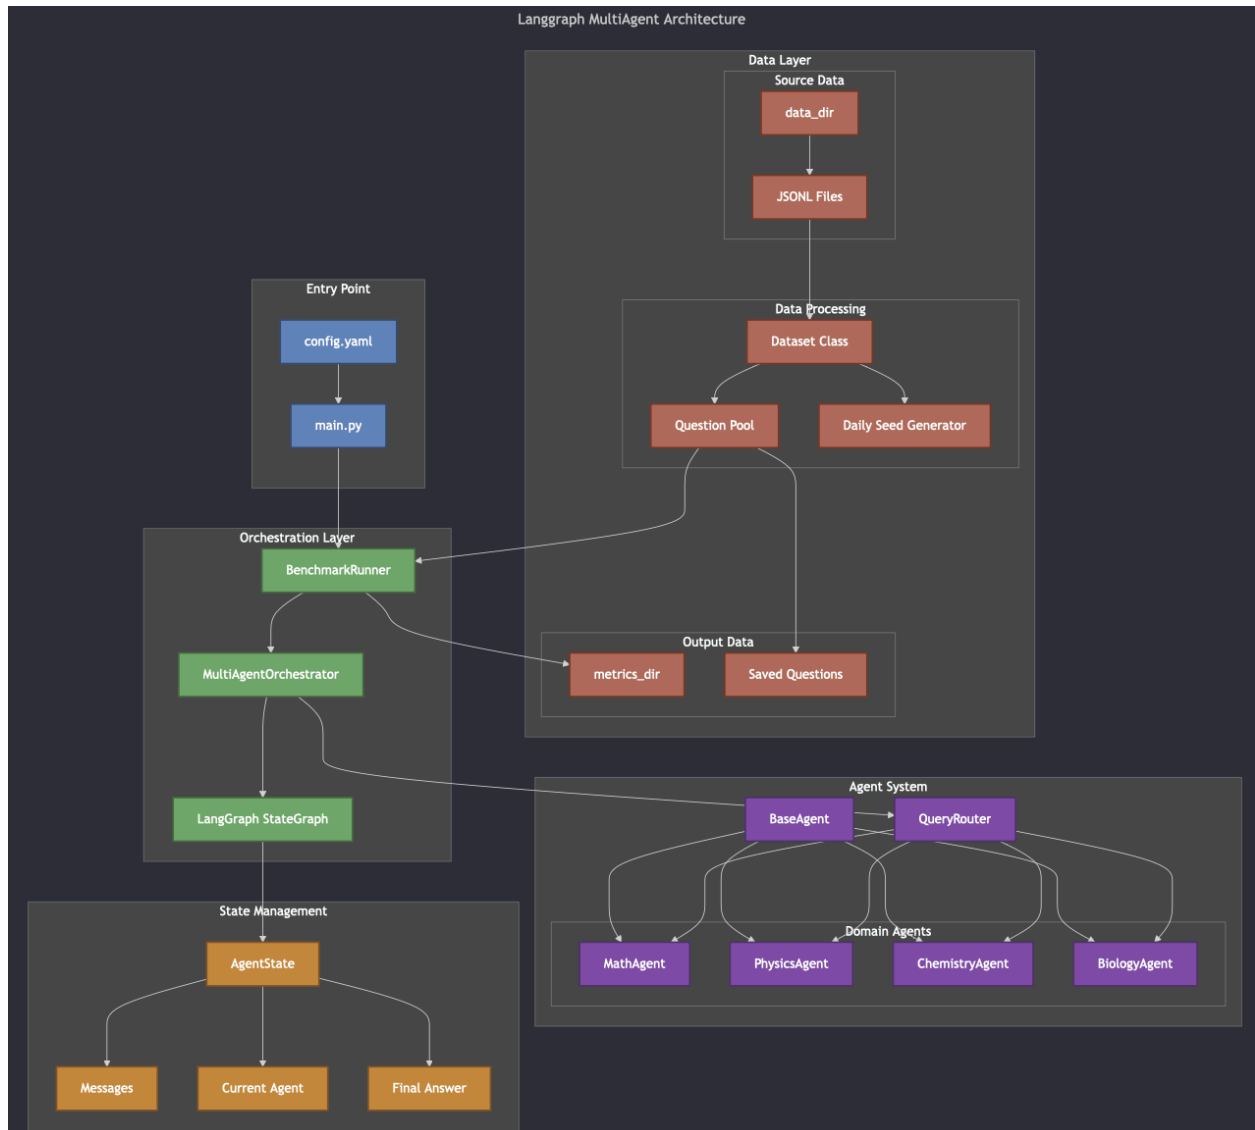 Langgraph MultiAgent Architecture
Data Layer
Source Data
data_dir
JSONL Files
Data Processing
Dataset Class
Question Pool
Daily Seed Generator
Output Data
metrics_dir
Saved Questions
Entry Point
config.yaml
main.py
Orchestration Layer
BenchmarkRunner
MultiAgentOrchestrator
LangGraph StateGraph
Agent System
BaseAgent
QueryRouter
Domain Agents
MathAgent
PhysicsAgent
ChemistryAgent
BiologyAgent
State Management
AgentState
Messages
Current Agent
Final Answer